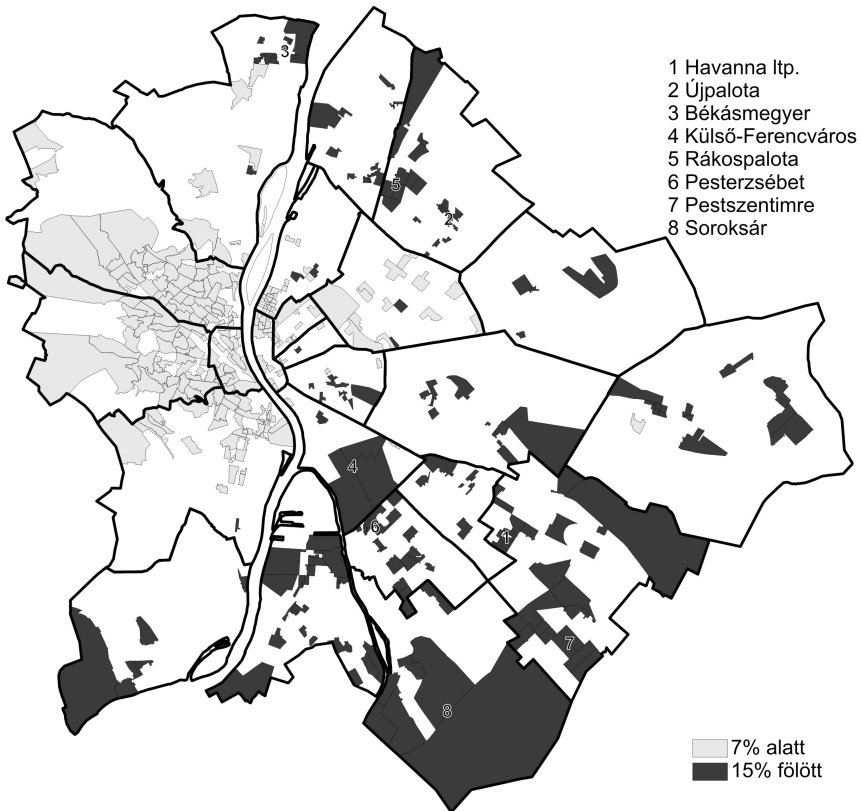 1 Havanna ltp.
2 Újpalota
3 Békásmegyer
4 Külső-Ferencváros
5 Rákospalota
6 Pesterzsébet
7 Pestszentimre
8 Soroksár
3
5
2
4
6
1
7
8
7% alatt
15% fölött